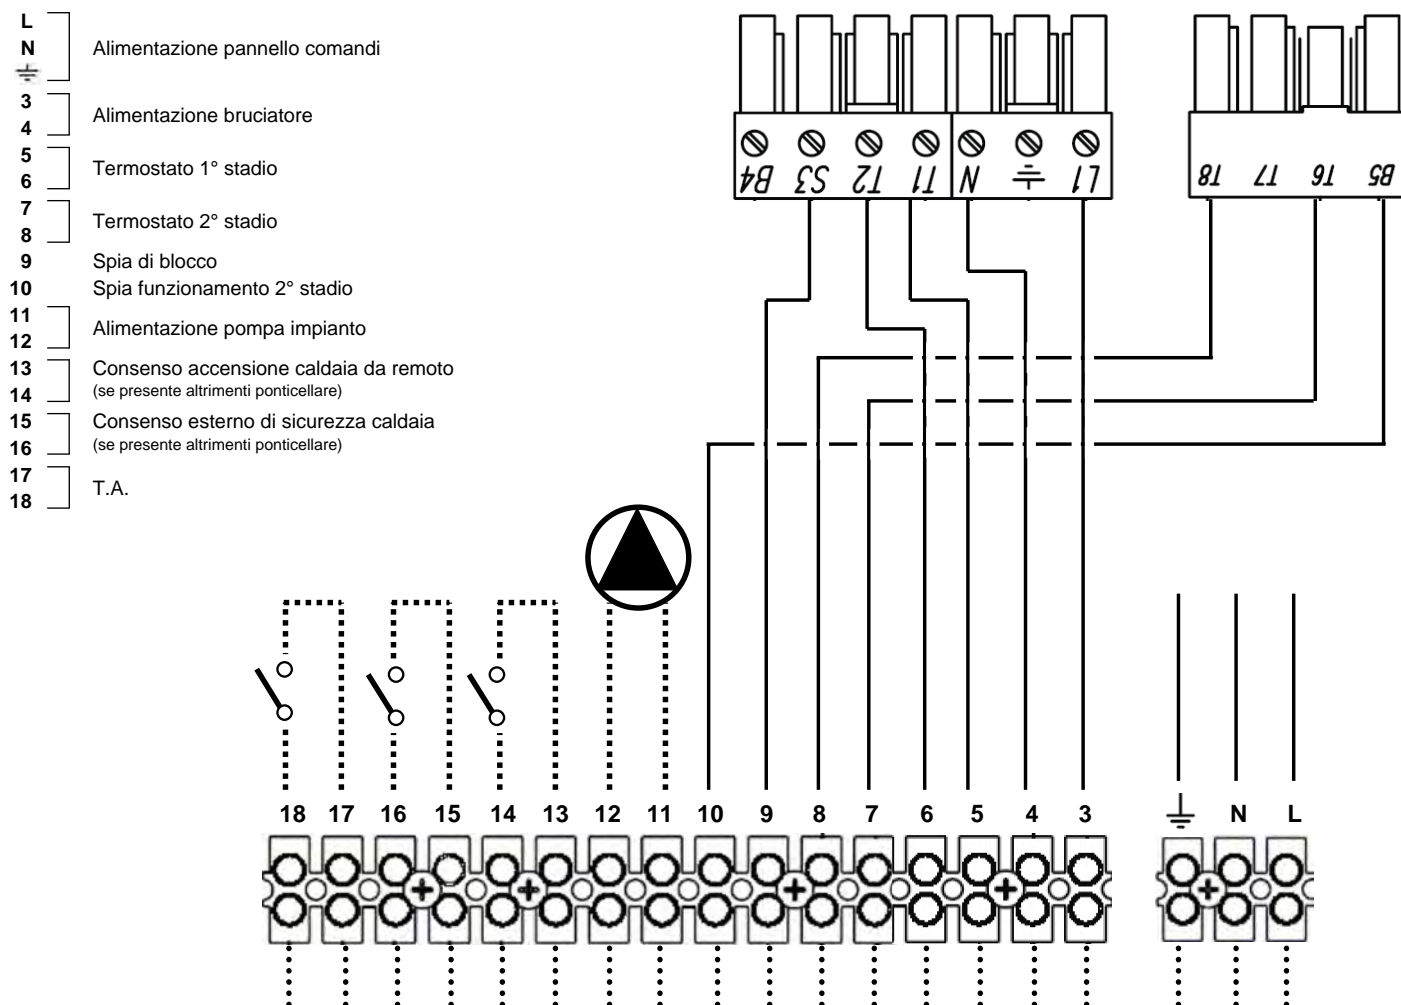 L
N
Alimentazione pannello comandi
3
4
Alimentazione bruciatore
5
6
Termostato 1° stadio
7
8
Termostato 2° stadio
9 Spia di blocco
10 Spia funzionamento 2° stadio
11
12
Alimentazione pompa impianto
13
14
Consenso accensione caldaia da remoto
(se presente altrimenti ponticellare)
15
16
Consenso esterno di sicurezza caldaia
(se presente altrimenti ponticellare)
17
18
T.A.
B4 S3 T2 T1 N L1
T8 T7 T6 B5
18 17 16 15 14 13 12 11 10 9 8 7 6 5 4 3
N L